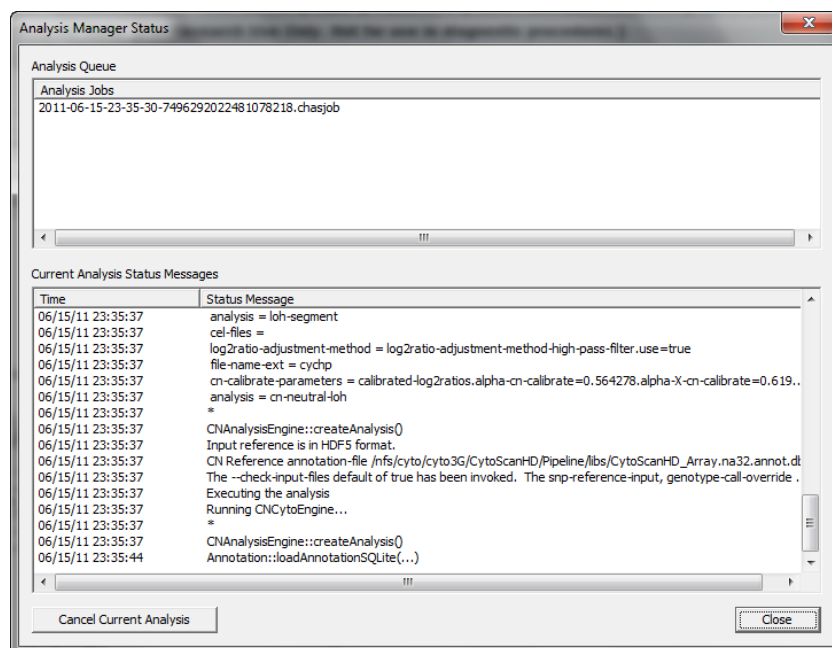 Analysis Manager Status
Analysis Queue
Analysis Jobs
2011-06-15-23-35-30-7496292022481078218.chasjob
Current Analysis Status Messages
Time Status Message
06/15/11 23:35:37 analysis = loh-segment
06/15/11 23:35:37 cel-files =
06/15/11 23:35:37 log2ratio-adjustment-method = log2ratio-adjustment-method-high-pass-filter.use=true
06/15/11 23:35:37 file-name-ext = cychp
06/15/11 23:35:37 cn-calibrate-parameters = calibrated-log2ratios.alpha-cn-calibrate=0.564278.alpha-X-cn-calibrate=0.619...
06/15/11 23:35:37 analysis = cn-neutral-loh
06/15/11 23:35:37 *
06/15/11 23:35:37 CNAnalysisEngine::createAnalysis()
06/15/11 23:35:37 Input reference is in HDF5 format.
06/15/11 23:35:37 CN Reference annotation-file /nfs/cyto/cyto3G/CytoScanHD/Pipeline/libs/CytoScanHD_Array.na32.annot.db
06/15/11 23:35:37 The --check-input-files default of true has been invoked. The snp-reference-input, genotype-call-override ...
06/15/11 23:35:37 Executing the analysis
06/15/11 23:35:37 Running CNCytoEngine...
06/15/11 23:35:37 *
06/15/11 23:35:37 CNAnalysisEngine::createAnalysis()
06/15/11 23:35:44 Annotation::loadAnnotationSQLite(...)
Cancel Current Analysis Close